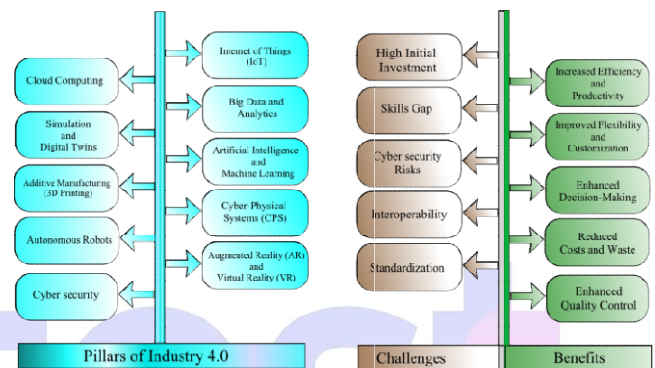 Cloud Computing
Simulation
and
Digital Twins
Additive Manufacturing
(3D Printing)
Autonomous Robots
Cyber security
Internet of Things
(IoT)
Big Data and
Analytics
Artificial Intelligence
and
Machine Learning
Cyber-Physical
Systems (CPS)
Augmented Reality (AR)
and
Virtual Reality (VR)
Pillars of Industry 4.0
High Initial
Investment
Skills Gap
Cyber security
Risks
Interoperability
Standardization
Challenges
Increased Efficiency
and
Productivity
Improved Flexibility
and
Customization
Enhanced
Decision-Making
Reduced
Costs and Waste
Enhanced
Quality Control
Benefits